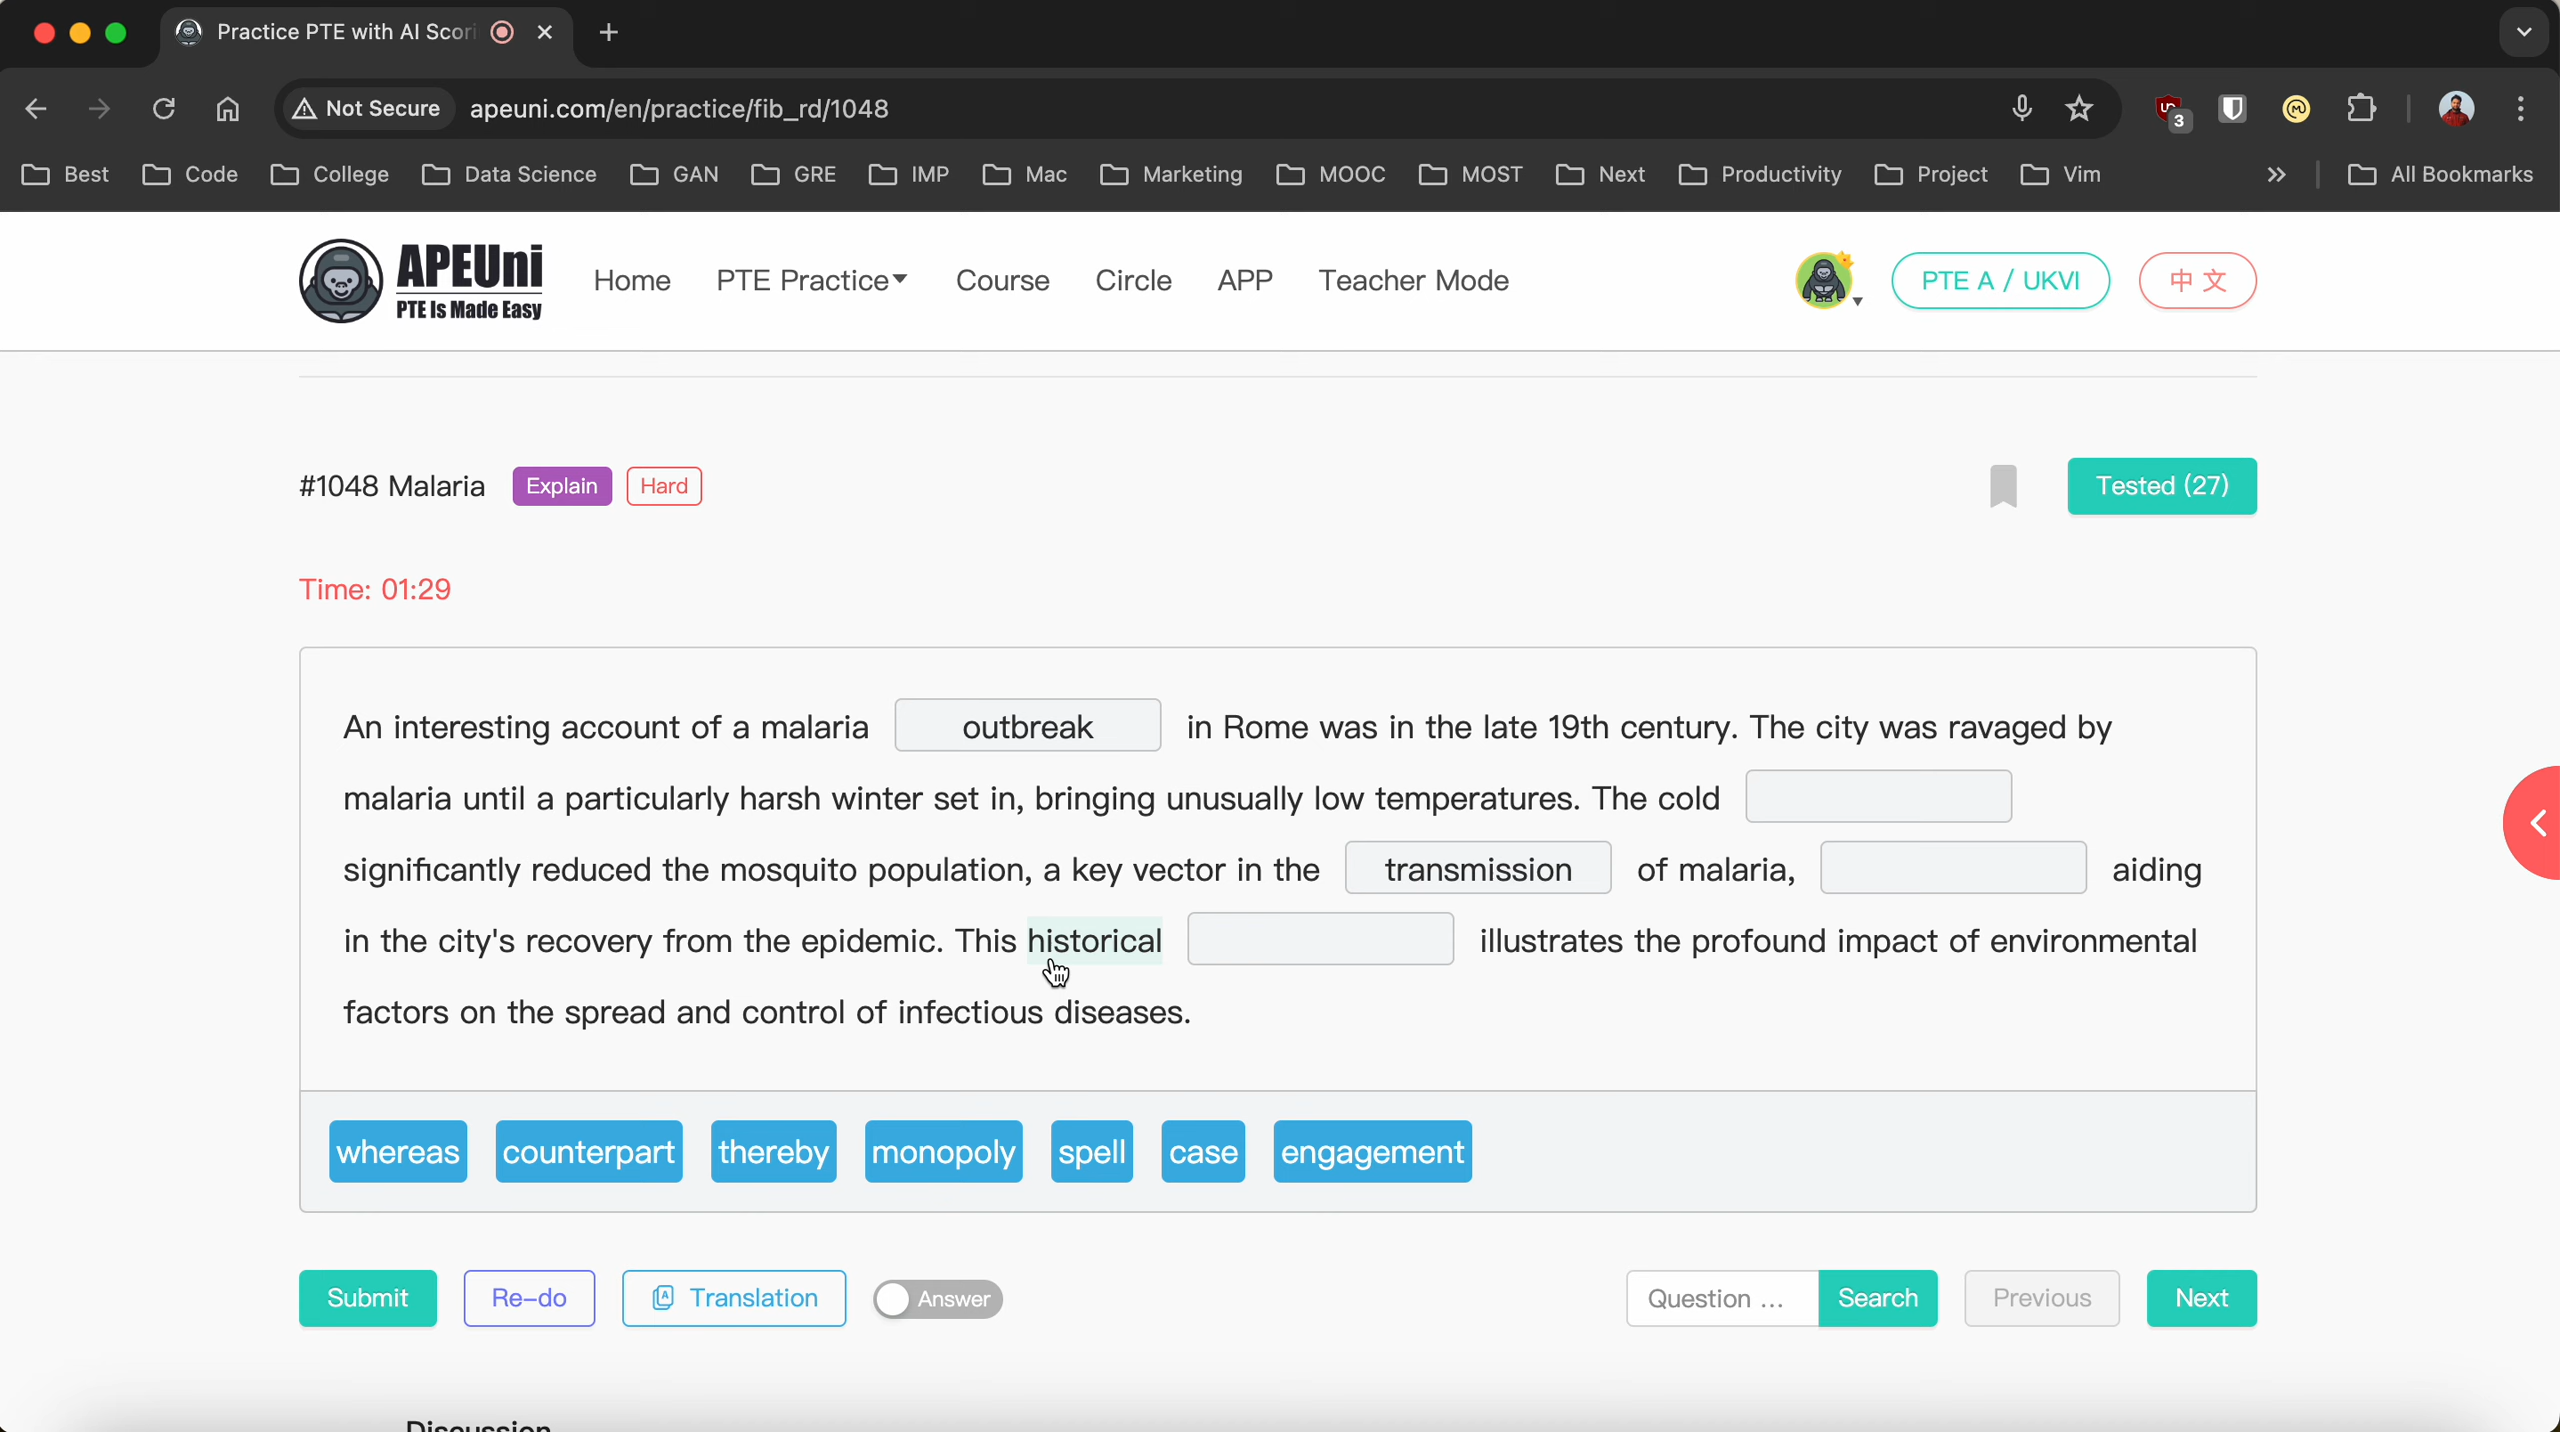 Practice PTE with AI Scori
Not Secure apeuni.com/en/practice/fib_rd/1048
3
Best Code College Data Science GAN GRE IMP Mac Marketing MOOC MOST Next Productivity Project Vim All Bookmarks
APEUni
PTE Is Made Easy
Home PTE Practice Course Circle APP Teacher Mode PTE A / UKVI 中 文
#1048 Malaria Explain Hard Tested (27)
Time: 01:29
An interesting account of a malaria outbreak in Rome was in the late 19th century. The city was ravaged by
malaria until a particularly harsh winter set in, bringing unusually low temperatures. The cold
significantly reduced the mosquito population, a key vector in the transmission of malaria, aiding
in the city's recovery from the epidemic. This historical illustrates the profound impact of environmental
factors on the spread and control of infectious diseases.
whereas counterpart thereby monopoly spell case engagement
Submit Re-do Translation Answer Question ... Search Previous Next
Discussion